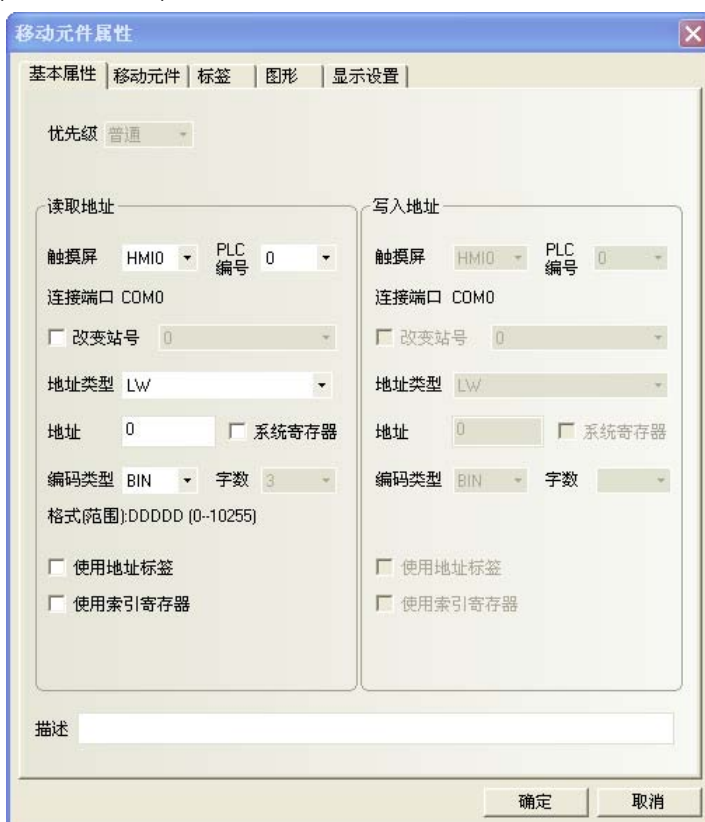 移动元件属性
基本属性 移动元件 标签 图形 显示设置
优先级 普通
读取地址
触摸屏 HMI0 PLC编号 0
连接端口 COM0
改变站号 0
地址类型 LW
地址 0 系统寄存器
编码类型 BIN 字数 3
格式(范围):DDDDD (0--10255)
使用地址标签
使用索引寄存器
写入地址
触摸屏 HMI0 PLC编号 0
连接端口 COM0
改变站号 0
地址类型 LW
地址 0 系统寄存器
编码类型 BIN 字数
使用地址标签
使用索引寄存器
描述
确定 取消